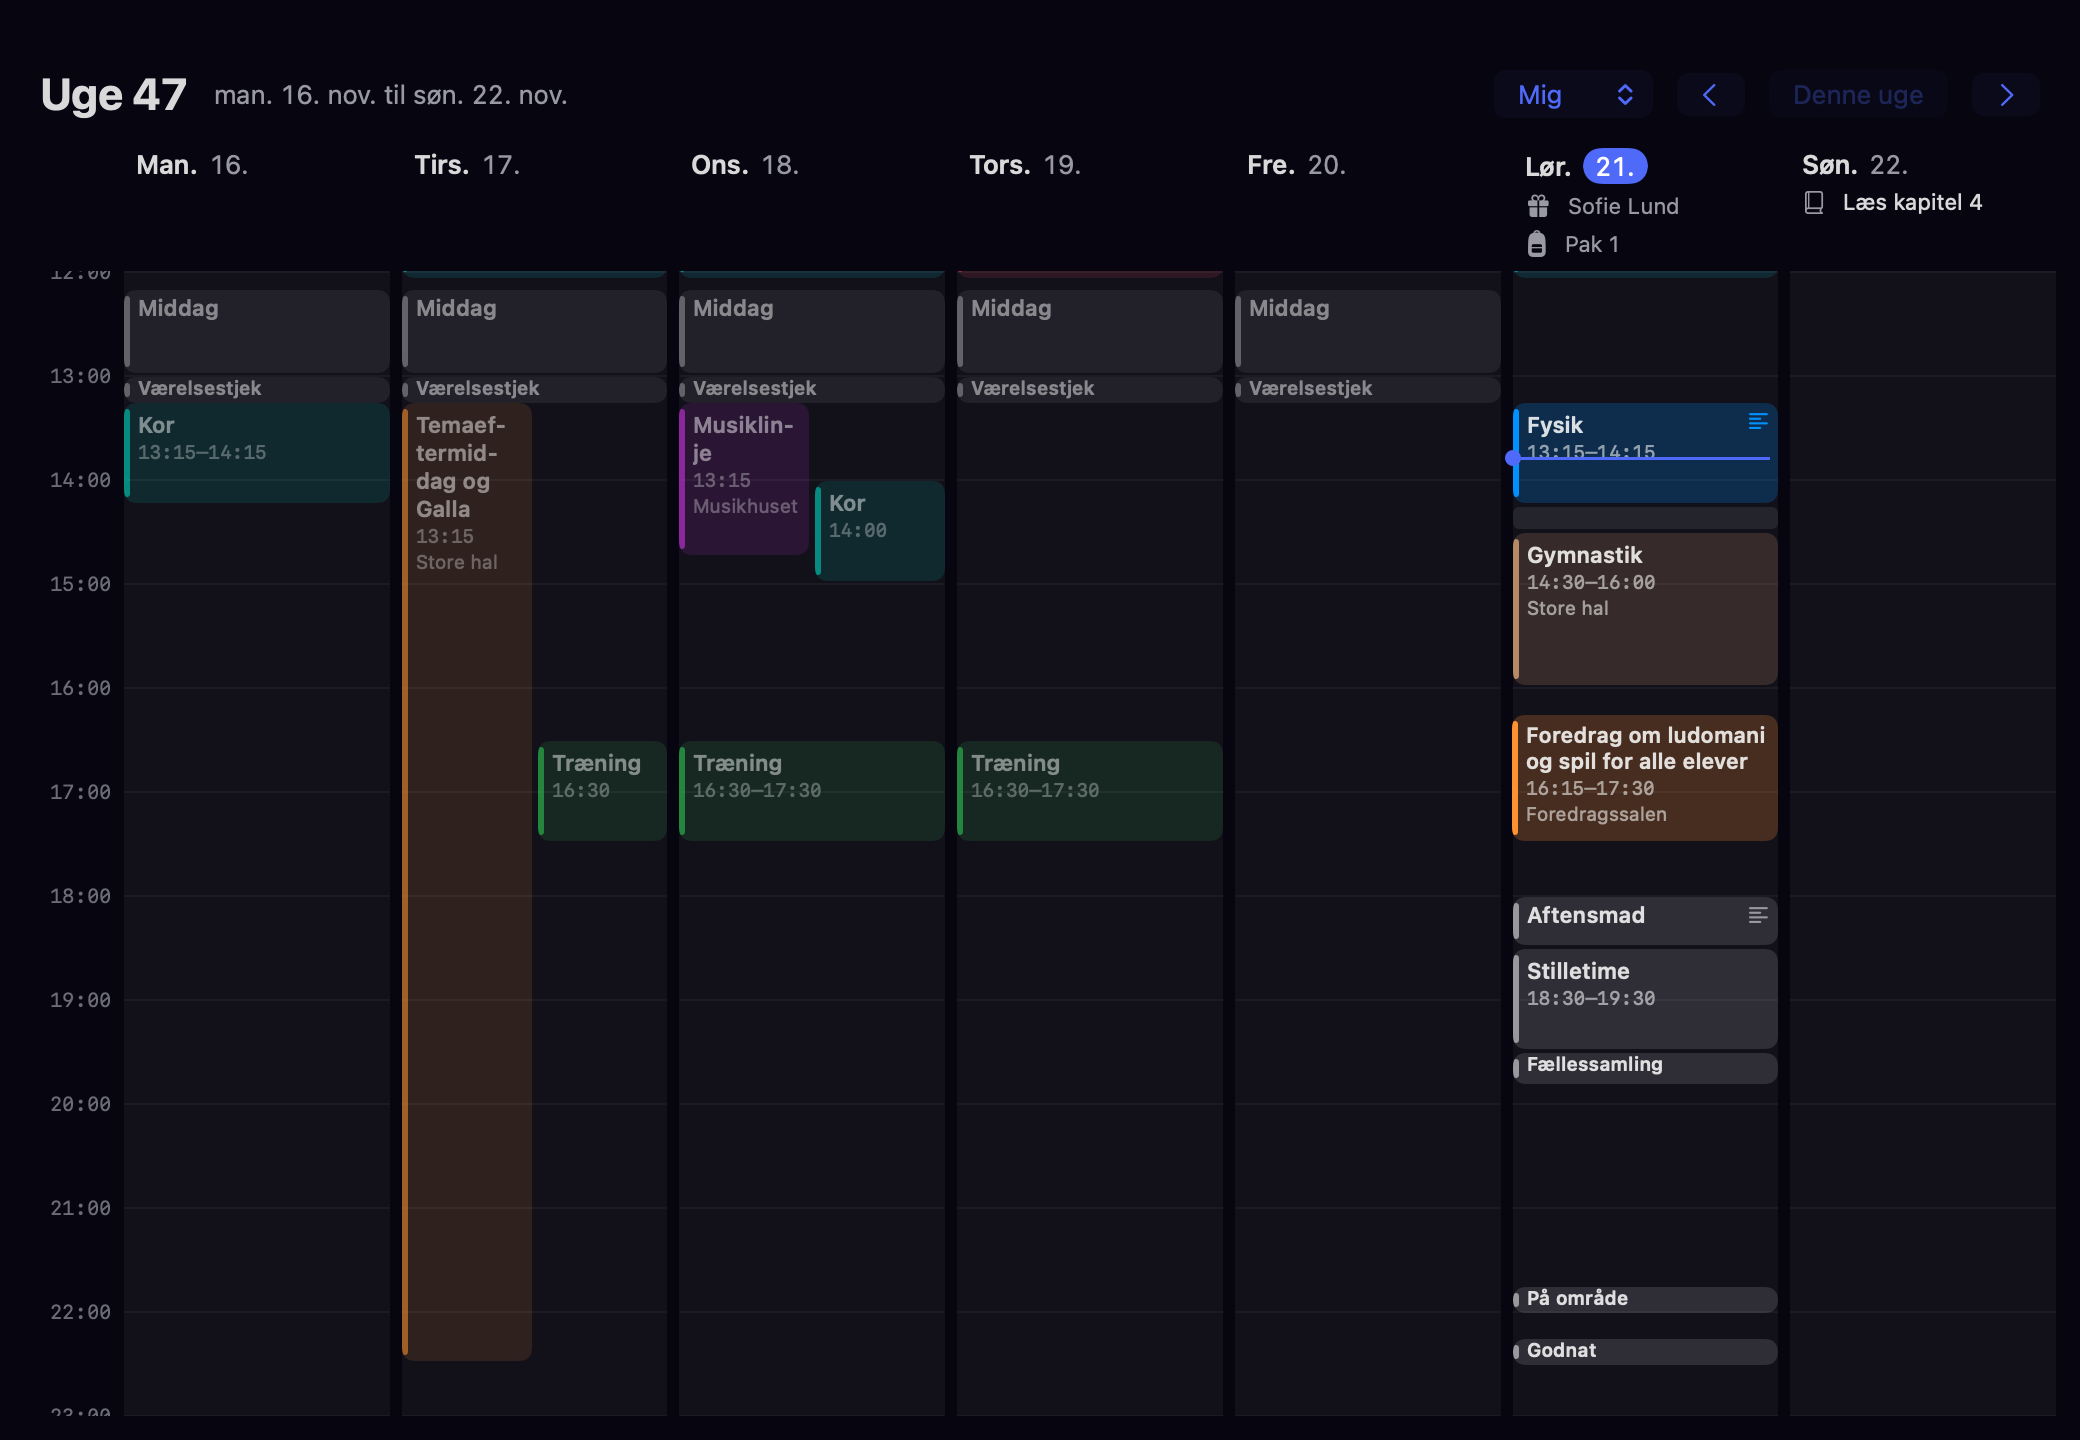 Uge 47 man. 16. nov. til søn. 22. nov.
Mig
Denne uge
Man. 16.
Tirs. 17.
Ons. 18.
Tors. 19.
Fre. 20.
Lør. 21.
Sofie Lund
Pak 1
Søn. 22.
Læs kapitel 4
12:00
13:00
14:00
15:00
16:00
17:00
18:00
19:00
20:00
21:00
22:00
23:00
Middag
Værelsestjek
Kor
13:15–14:15
Middag
Værelsestjek
Temaef-
termid-
dag og
Galla
13:15
Store hal
Træning
16:30
Middag
Værelsestjek
Musiklin-
je
13:15
Musikhuset
Kor
14:00
Træning
16:30–17:30
Middag
Værelsestjek
Træning
16:30–17:30
Middag
Værelsestjek
Fysik
13:15–14:15
Gymnastik
14:30–16:00
Store hal
Foredrag om ludomani
og spil for alle elever
16:15–17:30
Foredragssalen
Aftensmad
Stilletime
18:30–19:30
Fællessamling
På område
Godnat